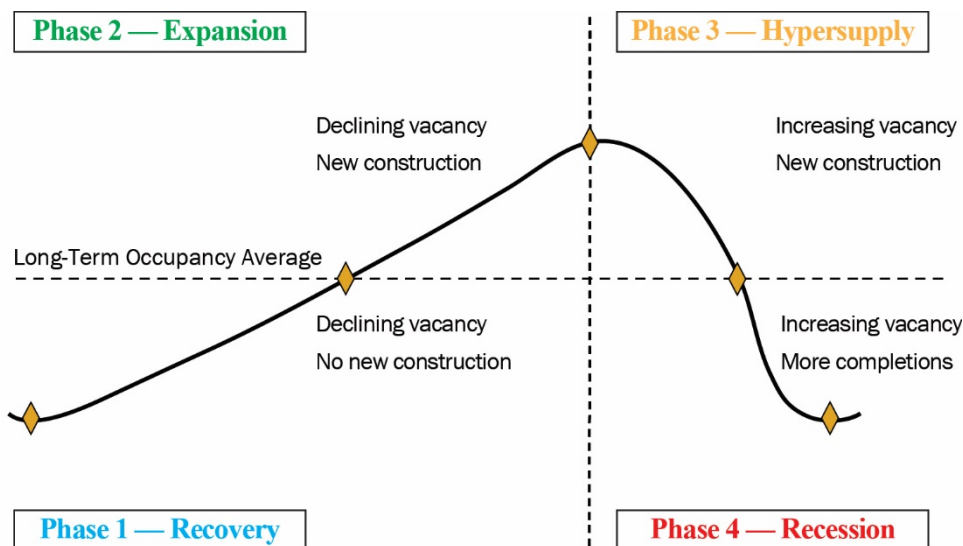 Phase 2 — Expansion
Phase 3 — Hypersupply
Declining vacancy
New construction
Increasing vacancy
New construction
Long-Term Occupancy Average
Declining vacancy
No new construction
Increasing vacancy
More completions
Phase 1 — Recovery
Phase 4 — Recession